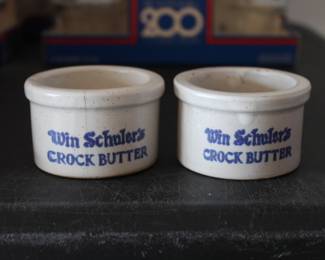 200
Win Schuler's
CROCK BUTTER
Win Schuler's
CROCK BUTTER